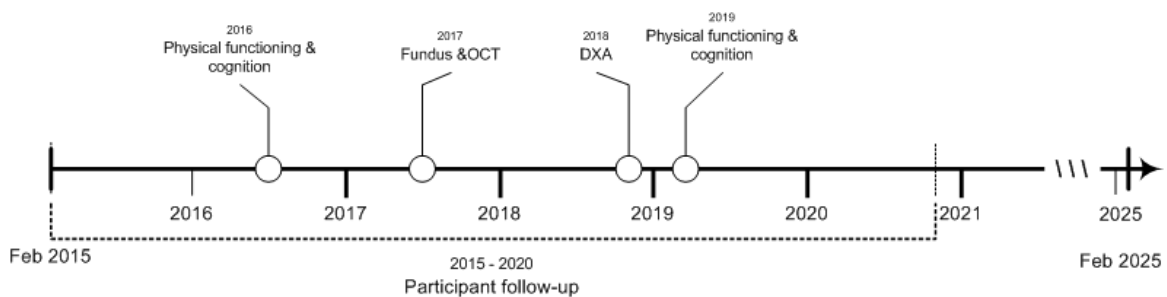 2016
Physical functioning &
cognition
2017
Fundus &OCT
2018
DXA
2019
Physical functioning &
cognition
2016
2017
2018
2019
2020
2021
2025
Feb 2015
Feb 2025
2015 - 2020
Participant follow-up